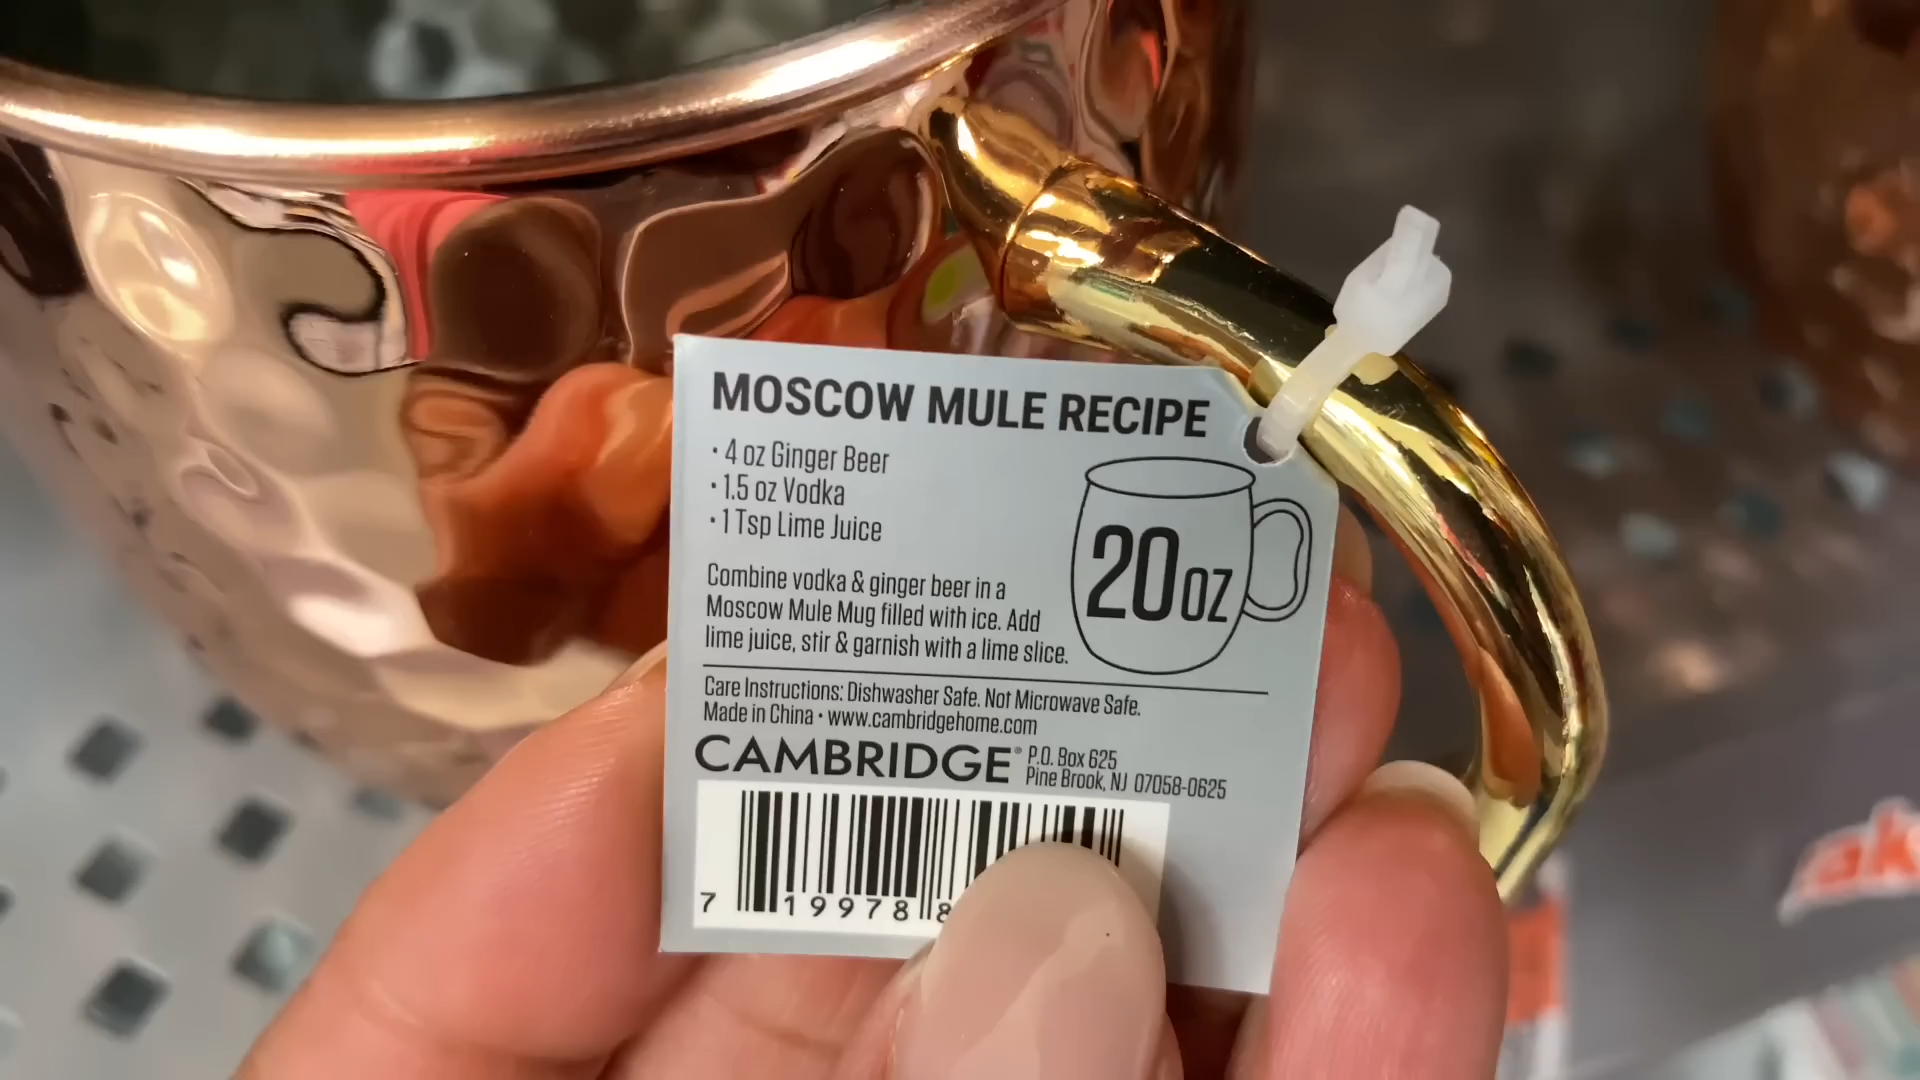 MOSCOW MULE RECIPE
• 4 oz Ginger Beer
• 1.5 oz Vodka
• 1 Tsp Lime Juice
Combine vodka & ginger beer in a
Moscow Mule Mug filled with ice. Add
lime juice, stir & garnish with a lime slice.
20 oz
Care Instructions: Dishwasher Safe. Not Microwave Safe.
Made in China • www.cambridgehome.com
CAMBRIDGE®
P.O. Box 625
Pine Brook, NJ 07058-0625
7 19978 8